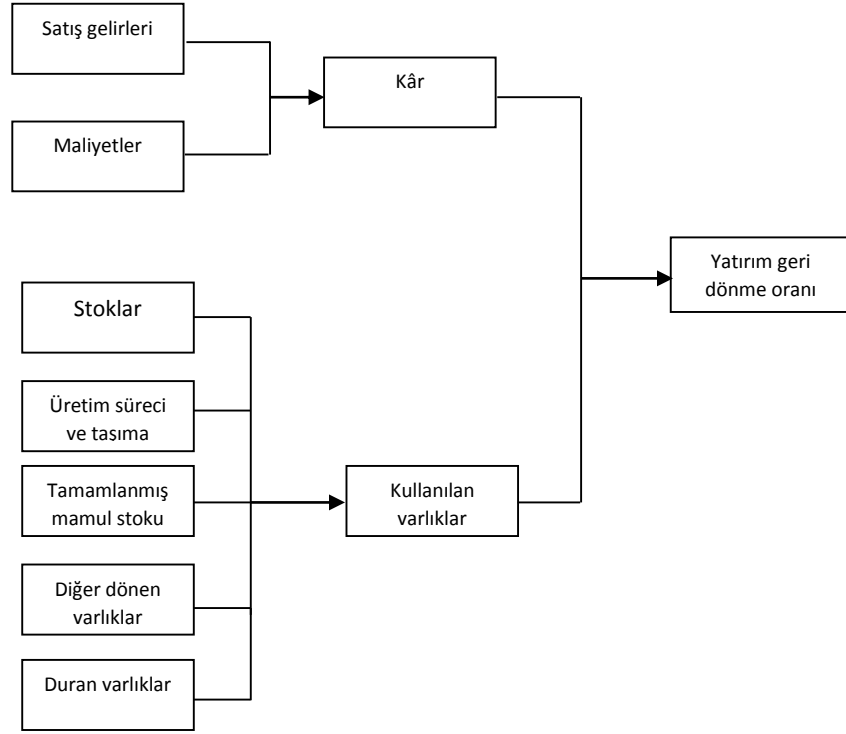 Satış gelirleri
Maliyetler
Kâr
Yatırım geri
dönme oranı
Stoklar
Üretim süreci
ve taşıma
Tamamlanmış
mamul stoku
Kullanılan
varlıklar
Diğer dönen
varlıklar
Duran varlıklar